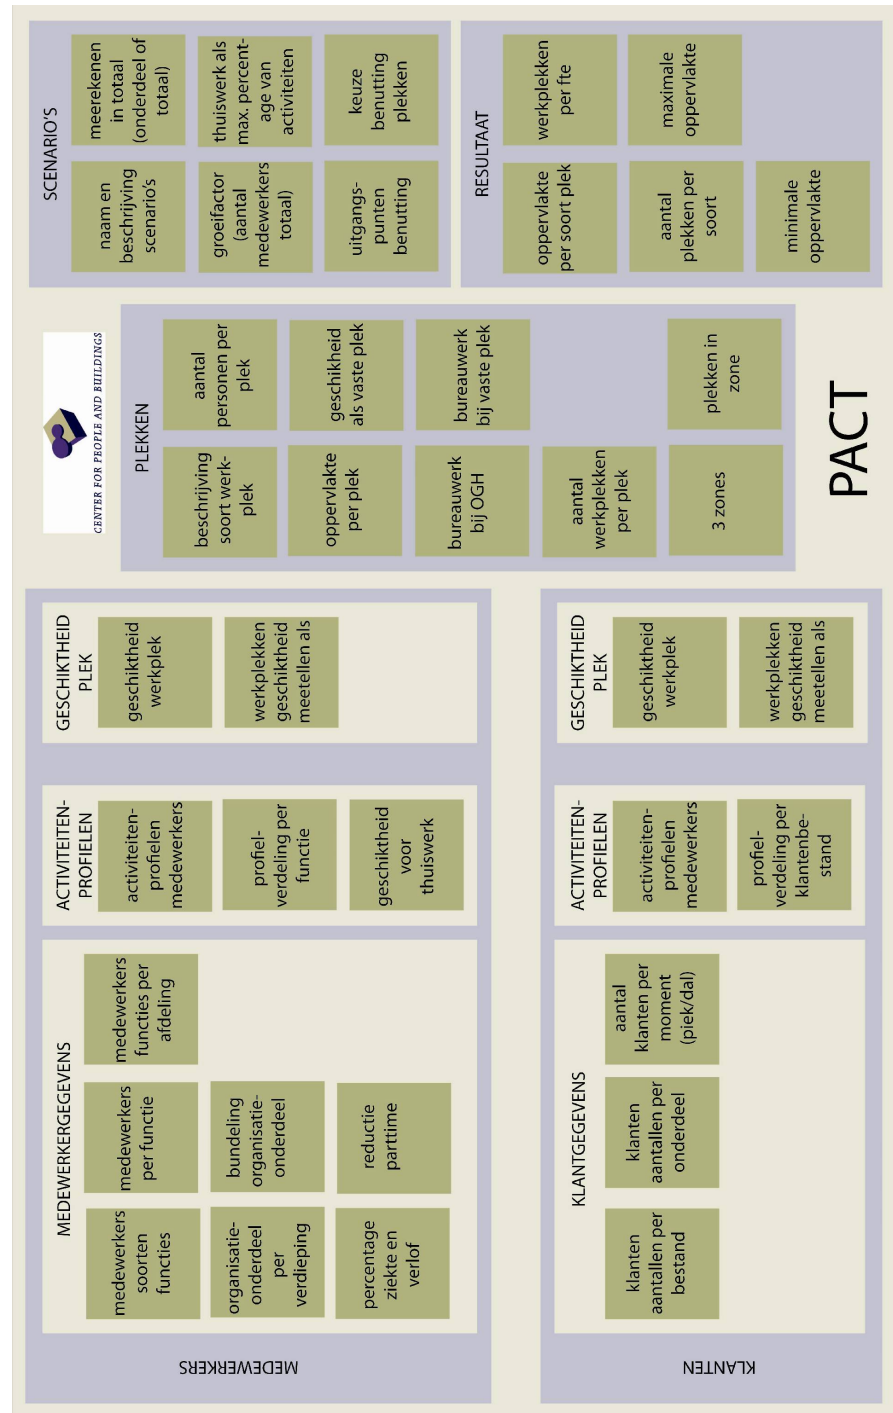 MEDEWERKERS
MEDEWERKERGEGEVENS
medewerkers
soorten
functies
medewerkers
per functie
medewerkers
functies per
afdeling
organisatie-
onderdeel
per
verdieping
bundeling
organisatie-
onderdeel
percentage
ziekte en
verlof
reductie
parttime
ACTIVITEITEN-
PROFIELEN
activiteiten-
profielen
medewerkers
profiel-
verdeling per
functie
geschiktheid
voor
thuiswerk
GESCHIKTHEID
PLEK
geschiktheid
werkplek
werkplekken
geschiktheid
meetellen als
KLANTEN
KLANTGEGEVENS
klanten
aantallen per
bestand
klanten
aantallen per
onderdeel
aantal
klanten per
moment
(piek/dal)
ACTIVITEITEN-
PROFIELEN
activiteiten-
profielen
medewerkers
profiel-
verdeling per
klantenbe-
stand
GESCHIKTHEID
PLEK
geschiktheid
werkplek
werkplekken
geschiktheid
meetellen als
CENTER FOR PEOPLE AND BUILDINGS
PLEKKEN
beschrijving
soort werk-
plek
aantal
personen per
plek
oppervlakte
per plek
geschikheid
als vaste plek
bureauwerk
bij OGH
bureauwerk
bij vaste plek
aantal
werkplekken
per plek
3 zones
plekken in
zone
PACT
SCENARIO'S
naam en
beschrijving
scenario's
meerekenen
in totaal
(onderdeel of
totaal)
groeifactor
(aantal
medewerkers
totaal)
thuiswerk als
max. percent-
age van
activiteiten
uitgangs-
punten
benutting
keuze
benutting
plekken
RESULTAAT
oppervlakte
per soort plek
werkplekken
per fte
aantal
plekken per
soort
maximale
oppervlakte
minimale
oppervlakte